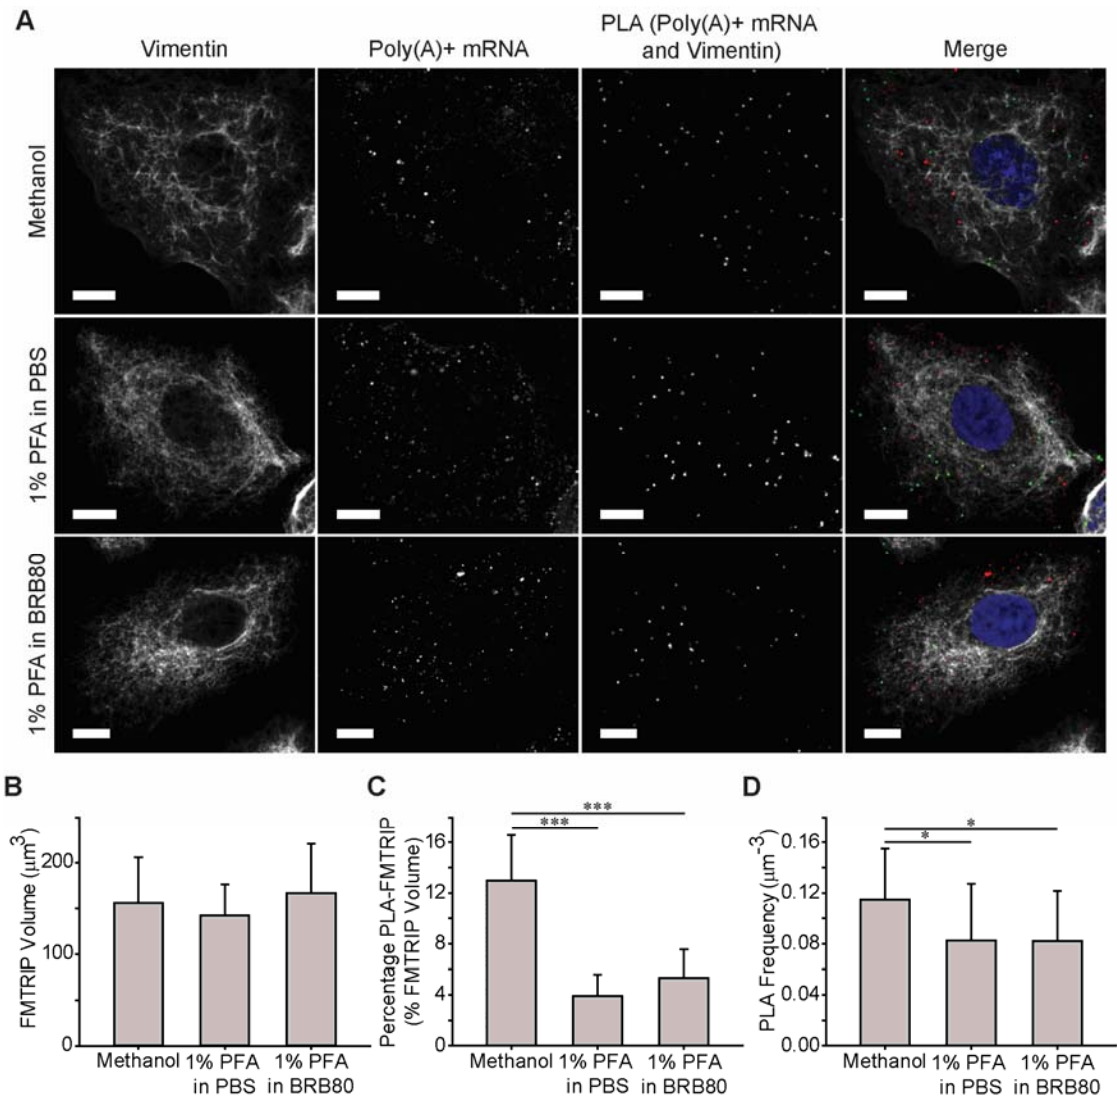 A
Vimentin
Poly(A)+ mRNA
PLA (Poly(A)+ mRNA
and Vimentin)
Merge
Methanol
1% PFA in PBS
1% PFA in BRB80
B
FMTRIP Volume (μm³)
200
100
0
Methanol
1% PFA
in PBS
1% PFA
in BRB80
C
Percentage PLA-FMTRIP
(% FMTRIP Volume)
16
12
8
4
0
***
***
Methanol
1% PFA
in PBS
1% PFA
in BRB80
D
PLA Frequency (μm⁻³)
0.16
0.12
0.08
0.04
0.00
*
*
Methanol
1% PFA
in PBS
1% PFA
in BRB80